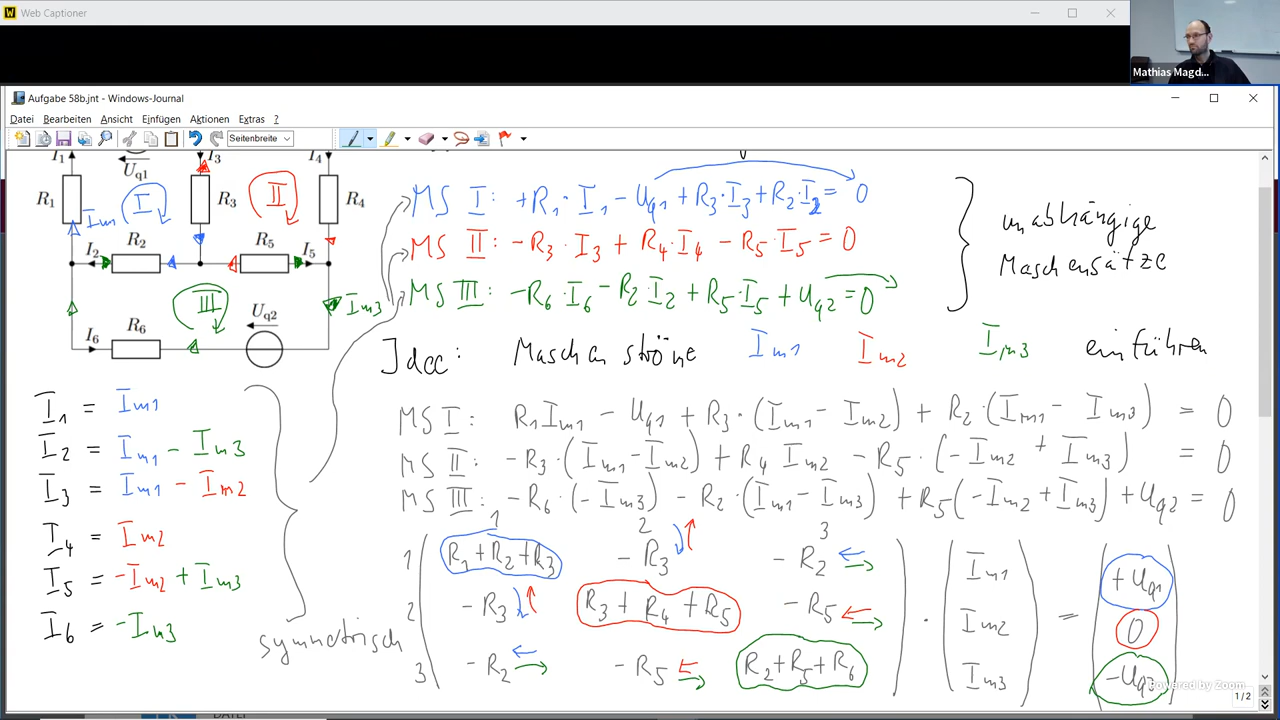 Web Captioner
Mathias Magd...
Aufgabe 58b.jnt - Windows-Journal
Datei Bearbeiten Ansicht Einfügen Aktionen Extras ?
Seitenbreite
I1 Uq1 I3 I4
R1 Im1 I R3 II R4
I2 R2 R5 I5
III Im3
I6 R6 Uq2
MS I: +R1 · I1 - Uq1 + R3 · I3 + R2 · I2 = 0
MS II: -R3 · I3 + R4 · I4 - R5 · I5 = 0
MS III: -R6 · I6 - R2 · I2 + R5 · I5 + Uq2 = 0
unabhängige
Maschensätze
Idee: Maschenströme Im1 Im2 Im3 einführen
I1 = Im1
I2 = Im1 - Im3
I3 = Im1 - Im2
I4 = Im2
I5 = -Im2 + Im3
I6 = -Im3
MS I: R1 Im1 - Uq1 + R3 · (Im1 - Im2) + R2 · (Im1 - Im3) = 0
MS II: -R3 · (Im1 - Im2) + R4 Im2 - R5 · (-Im2 + Im3) = 0
MS III: -R6 · (-Im3) - R2 · (Im1 - Im3) + R5 (-Im2 + Im3) + Uq2 = 0
symmetrisch
1 2 3
1 R1 + R2 + R3 - R3 - R2 Im1 +Uq1
2 - R3 R3 + R4 + R5 - R5 · Im2 = 0
3 - R2 - R5 R2 + R5 + R6 Im3 -Uq2
Powered by Zoom
1/2